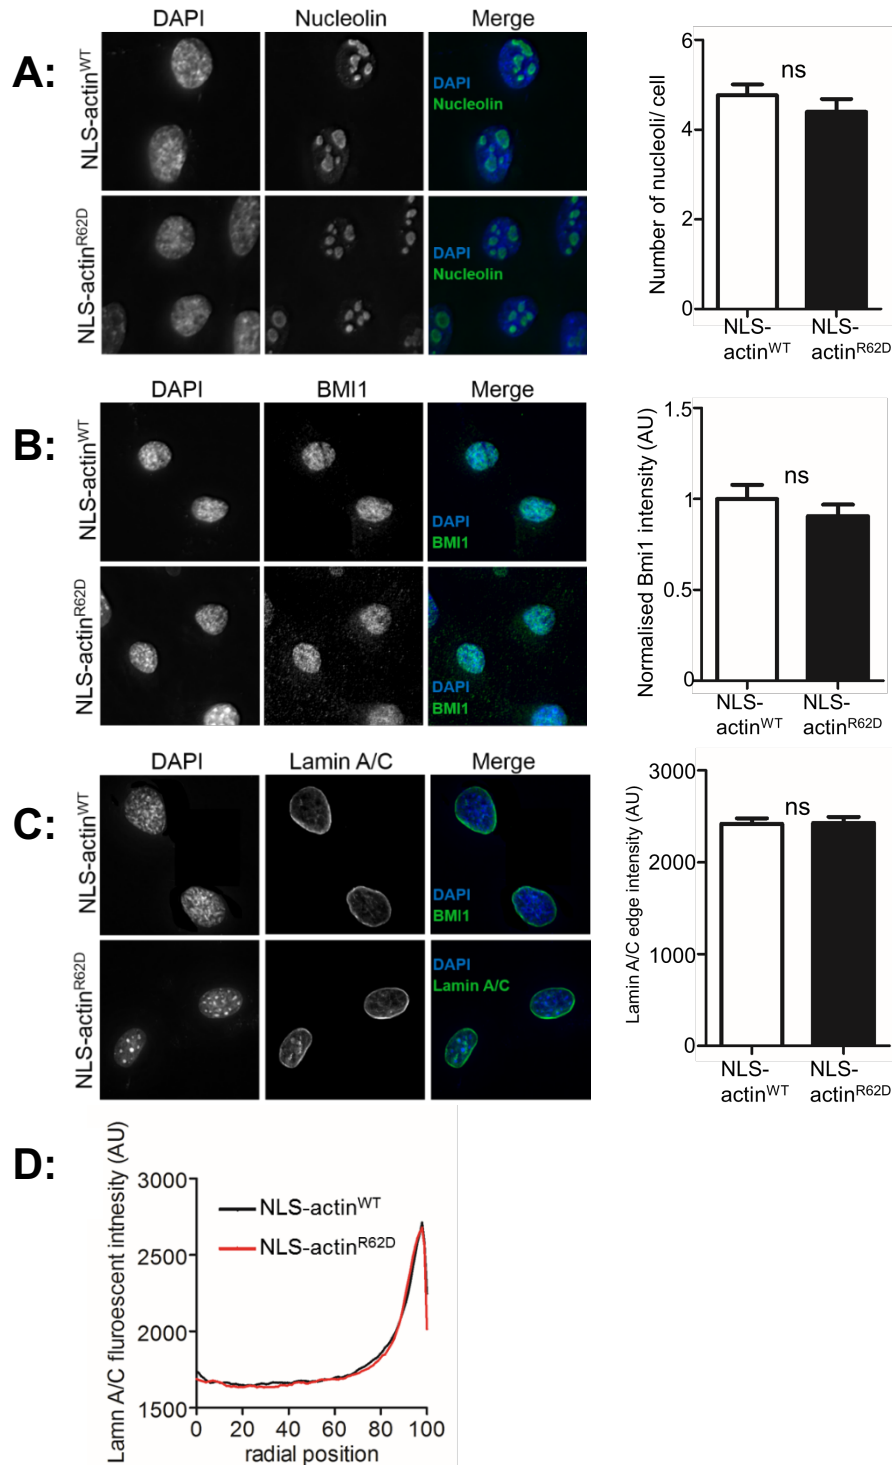 A:
DAPI Nucleolin Merge
NLS-actinWT
DAPI
Nucleolin
NLS-actinR62D
DAPI
Nucleolin
Number of nucleoli/ cell
6
4
2
0
ns
NLS-
actinWT
NLS-
actinR62D
B:
DAPI BMI1 Merge
NLS-actinWT
DAPI
BMI1
NLS-actinR62D
DAPI
BMI1
Normalised Bmi1 intensity (AU)
1.5
1
0.5
0
ns
NLS-
actinWT
NLS-
actinR62D
C:
DAPI Lamin A/C Merge
NLS-actinWT
DAPI
BMI1
NLS-actinR62D
DAPI
Lamin A/C
Lamin A/C edge intensity (AU)
3000
2000
1000
0
ns
NLS-
actinWT
NLS-
actinR62D
D:
Lamn A/C fluroescent intnesity (AU)
3000
2500
2000
1500
NLS-actinWT
NLS-actinR62D
0 20 40 60 80 100
radial position